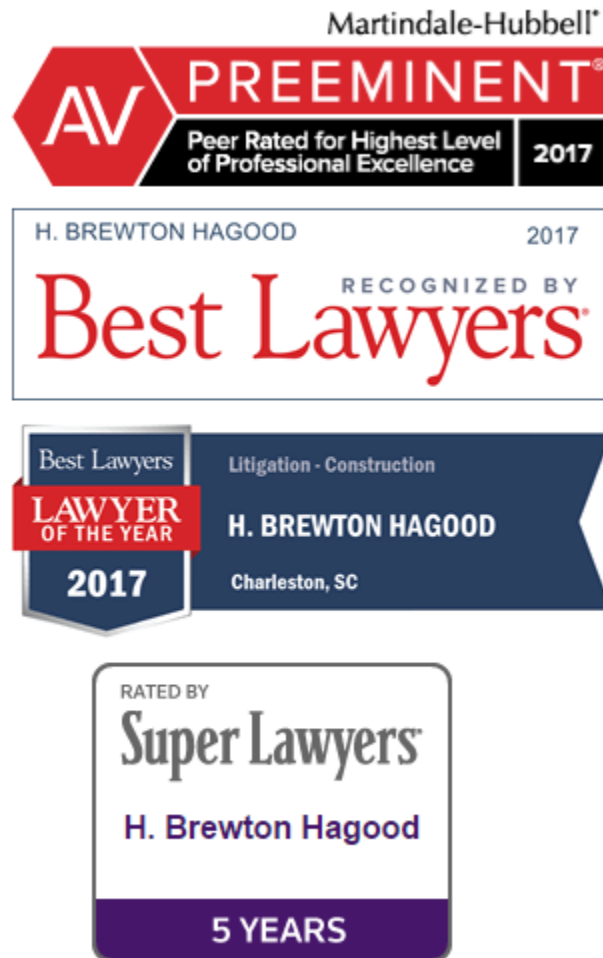 Martindale-Hubbell®
AV PREEMINENT®
Peer Rated for Highest Level
of Professional Excellence
2017
H. BREWTON HAGOOD 2017
RECOGNIZED BY
Best Lawyers®
Best Lawyers
LAWYER
OF THE YEAR
2017
Litigation - Construction
H. BREWTON HAGOOD
Charleston, SC
RATED BY
Super Lawyers
H. Brewton Hagood
5 YEARS